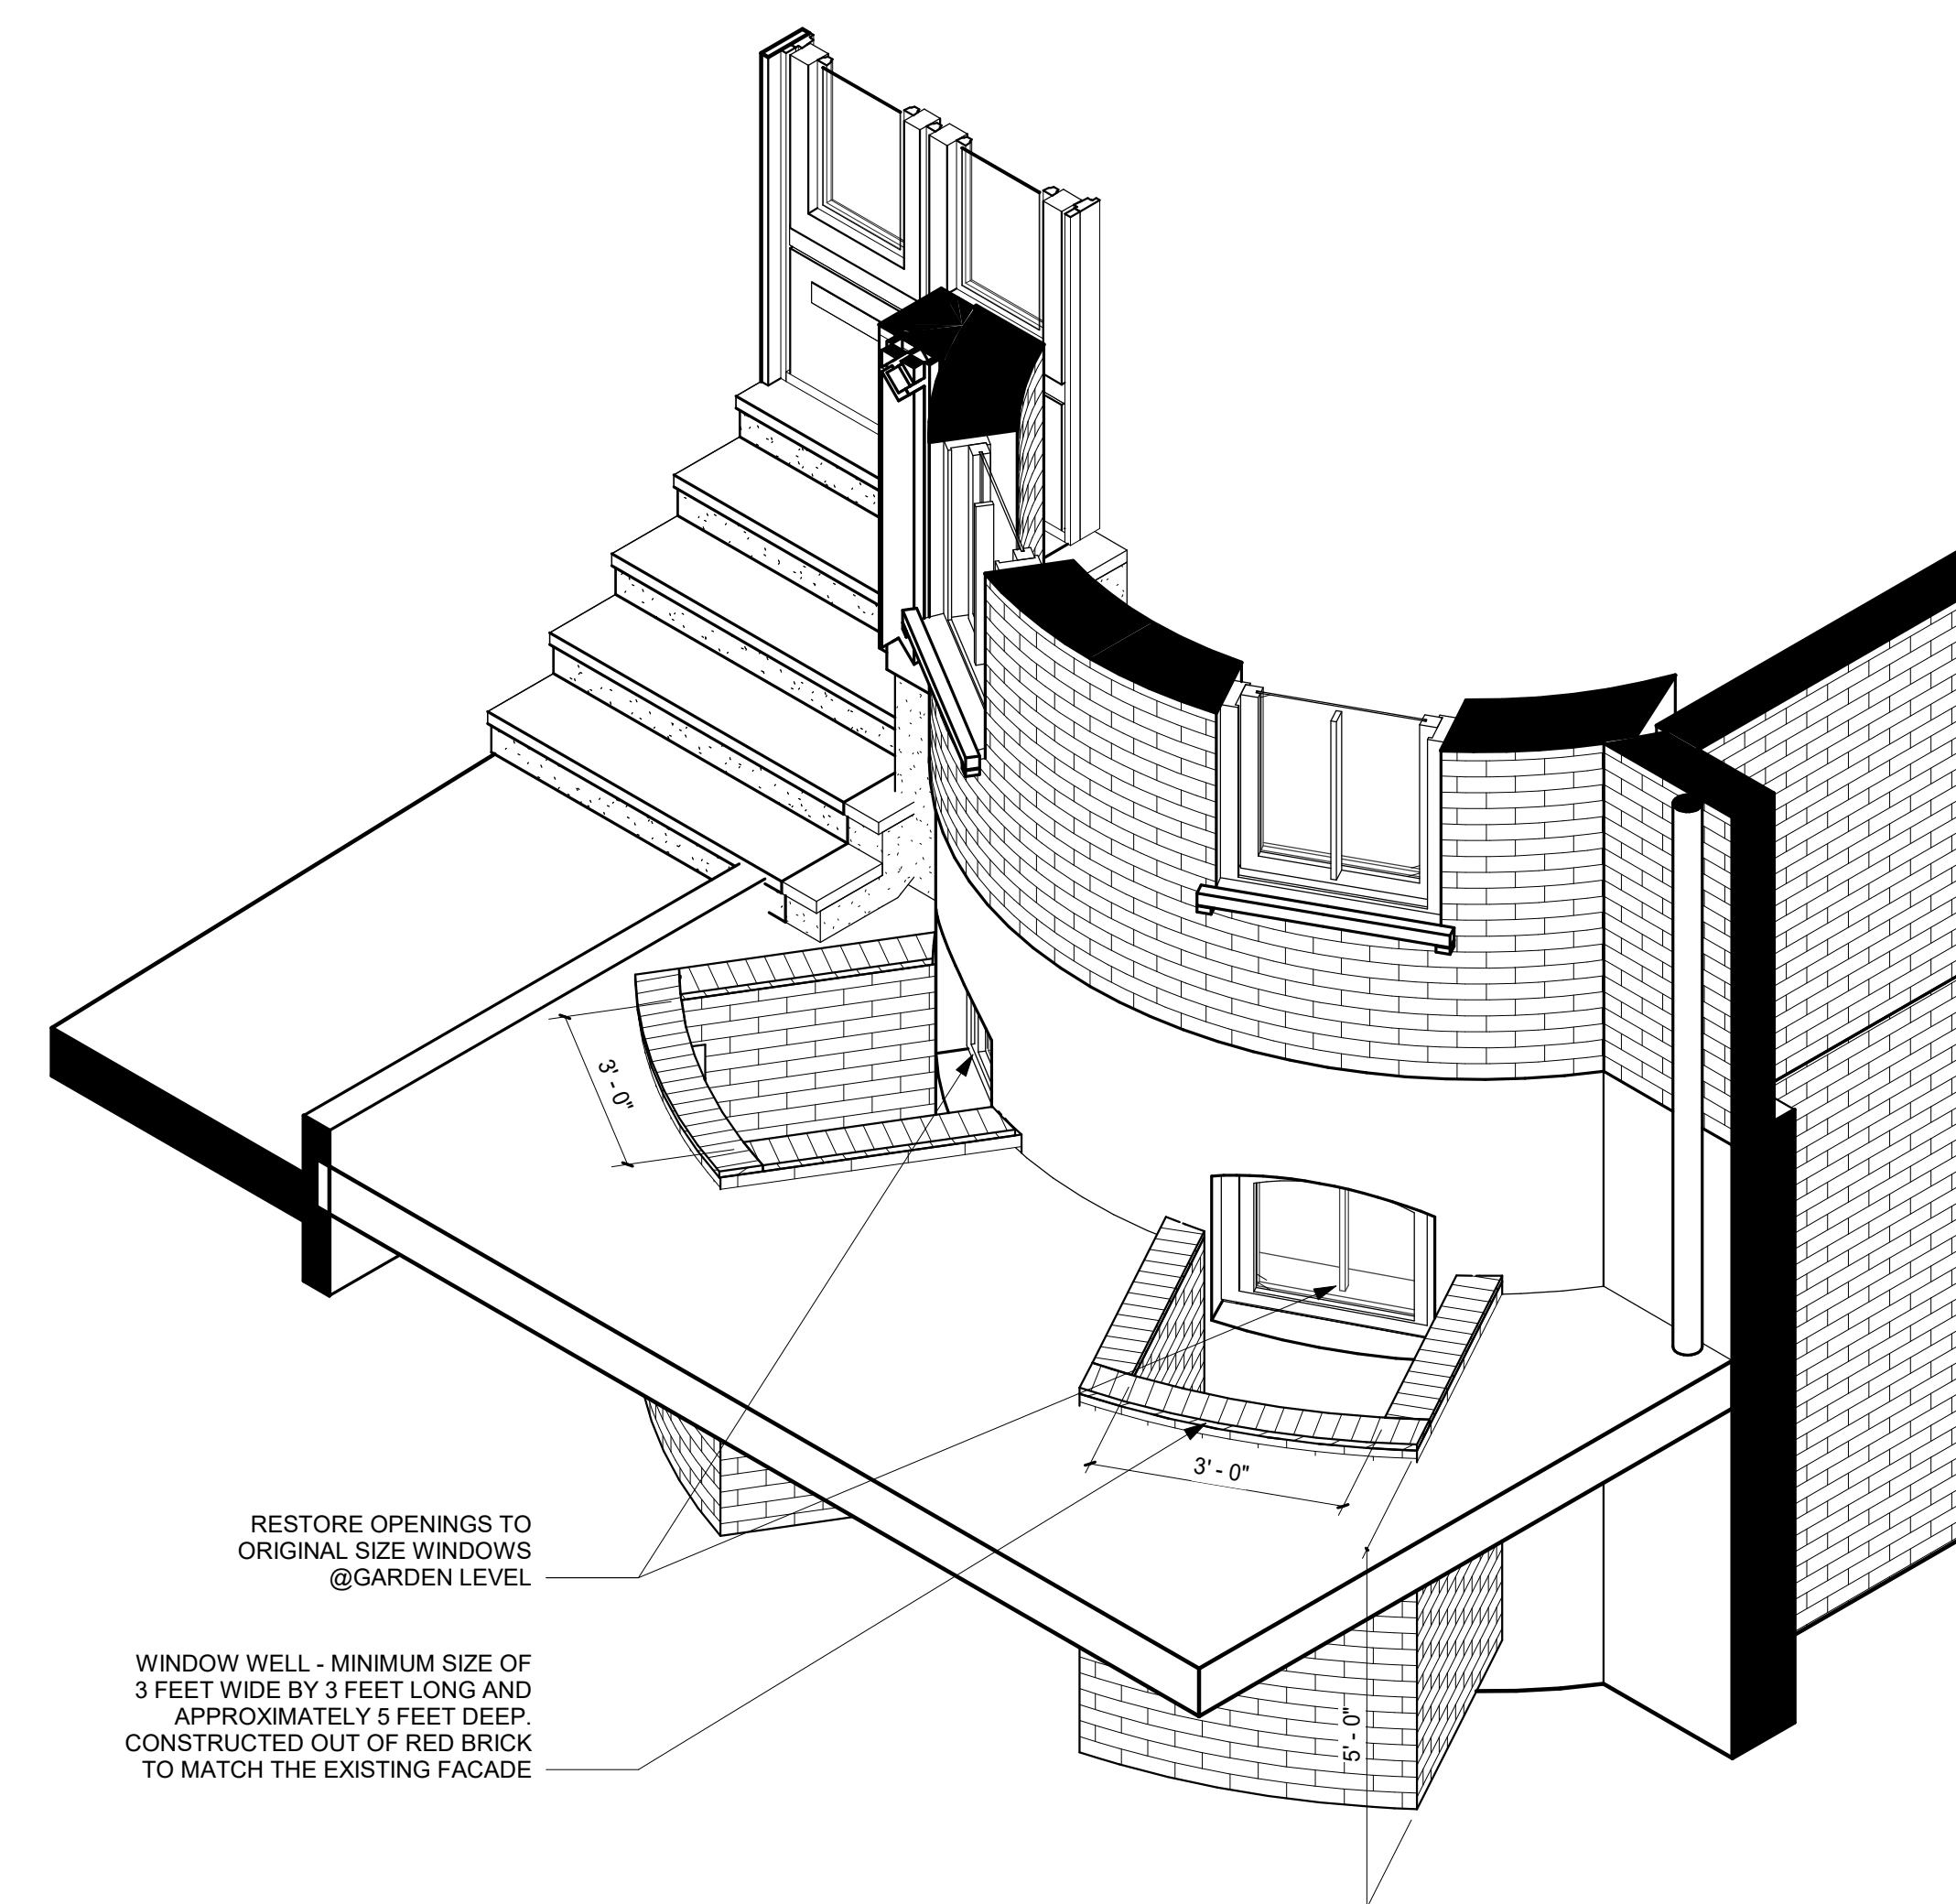 3' - 0"
3' - 0"
RESTORE OPENINGS TO
ORIGINAL SIZE WINDOWS
@GARDEN LEVEL
WINDOW WELL - MINIMUM SIZE OF
3 FEET WIDE BY 3 FEET LONG AND
APPROXIMATELY 5 FEET DEEP.
CONSTRUCTED OUT OF RED BRICK
TO MATCH THE EXISTING FACADE
5' - 0"